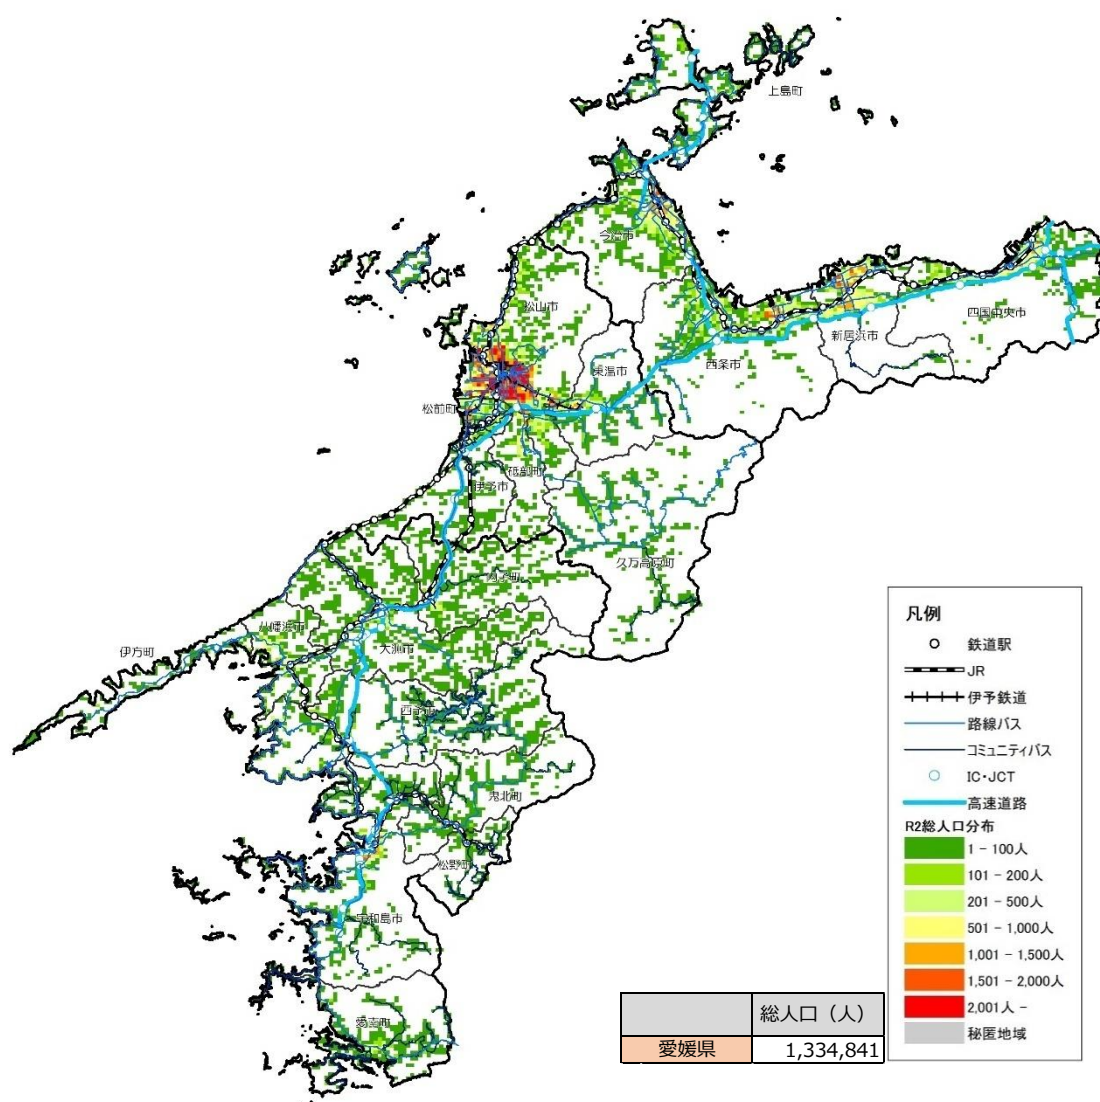 上島町
今治市
松山市
四国中央市
新居浜市
西条市
東温市
松前町
砥部町
伊予市
久万高原町
内子町
八幡浜市
伊方町
大洲市
西予市
鬼北町
松野町
宇和島市
愛南町
凡例
鉄道駅
JR
伊予鉄道
路線バス
コミュニティバス
IC・JCT
高速道路
R2総人口分布
1 - 100人
101 - 200人
201 - 500人
501 - 1,000人
1,001 - 1,500人
1,501 - 2,000人
2,001人 -
秘匿地域
総人口（人）
愛媛県 1,334,841